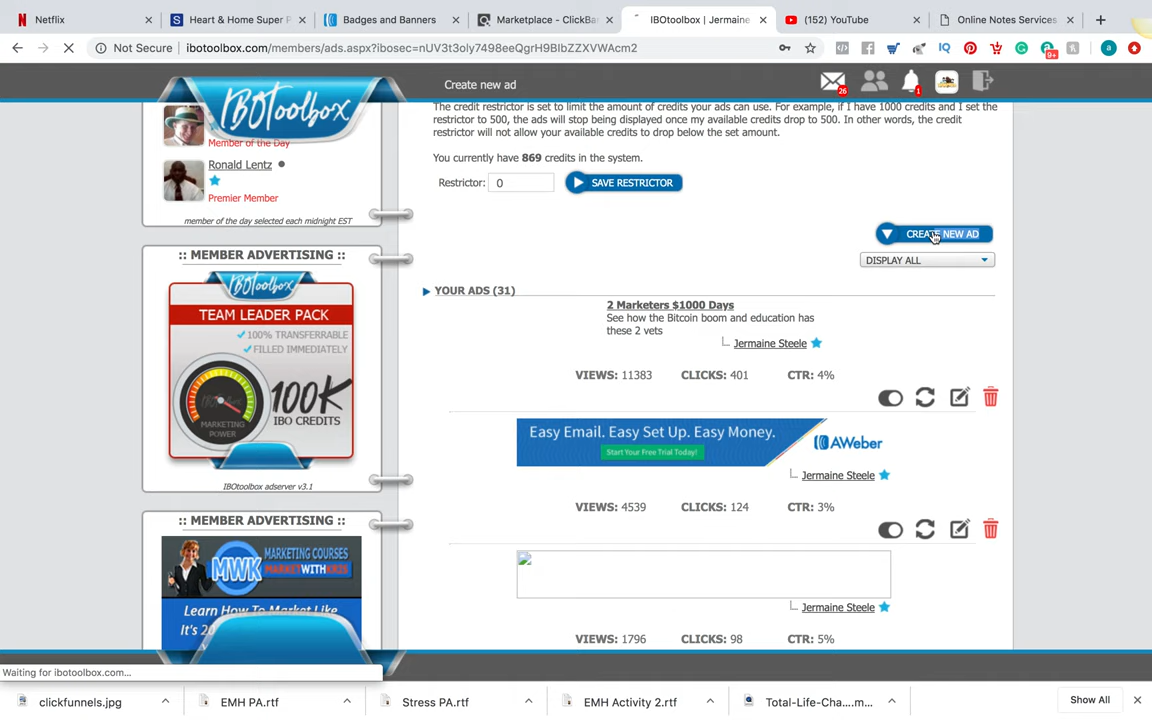 Netflix
Heart & Home Super P
Badges and Banners
Marketplace - ClickBa
IBOtoolbox | Jermaine
(152) YouTube
Online Notes Services
Not Secure | ibotoolbox.com/members/ads.aspx?ibosec=nUV3t3oly7498eeQgrH9BIbZZXVWAcm2
IBOtoolbox
Create new ad
26
1
9+
IQ
Member of the Day
Ronald Lentz
Premier Member
member of the day selected each midnight EST
The credit restrictor is set to limit the amount of credits your ads can use. For example, if I have 1000 credits and I set the
restrictor to 500, the ads will stop being displayed once my available credits drop to 500. In other words, the credit
restrictor will not allow your available credits to drop below the set amount.
You currently have 869 credits in the system.
Restrictor: 0 SAVE RESTRICTOR
CREATE NEW AD
DISPLAY ALL
:: MEMBER ADVERTISING ::
IBOtoolbox
TEAM LEADER PACK
100% TRANSFERRABLE
FILLED IMMEDIATELY
100K
IBO CREDITS
MARKETING
POWER
IBOtoolbox adserver v3.1
:: MEMBER ADVERTISING ::
MWK
MARKETING COURSES
MARKETWITHKRIS
Learn How To Market Like
It's 20
YOUR ADS (31)
2 Marketers $1000 Days
See how the Bitcoin boom and education has
these 2 vets
Jermaine Steele
VIEWS: 11383 CLICKS: 401 CTR: 4%
Easy Email. Easy Set Up. Easy Money.
Start Your Free Trial Today!
AWeber
Jermaine Steele
VIEWS: 4539 CLICKS: 124 CTR: 3%
Jermaine Steele
VIEWS: 1796 CLICKS: 98 CTR: 5%
Waiting for ibotoolbox.com...
clickfunnels.jpg
EMH PA.rtf
Stress PA.rtf
EMH Activity 2.rtf
Total-Life-Cha....m...
Show All